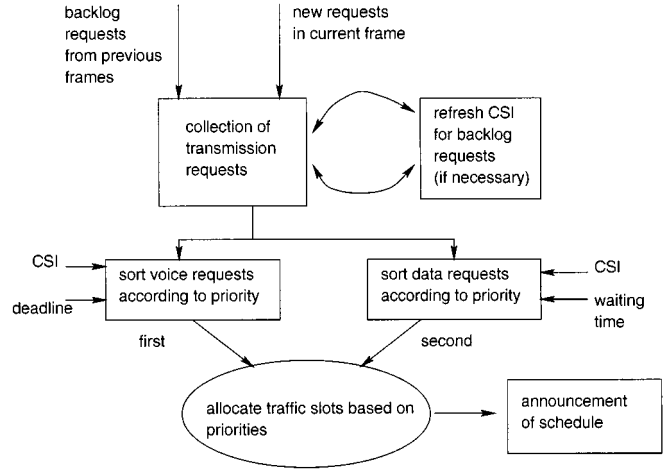 backlog
requests
from previous
frames
new requests
in current frame
collection of
transmission
requests
refresh CSI
for backlog
requests
(if necessary)
CSI
deadline
sort voice requests
according to priority
sort data requests
according to priority
CSI
waiting
time
first
second
allocate traffic slots based on
priorities
announcement
of schedule